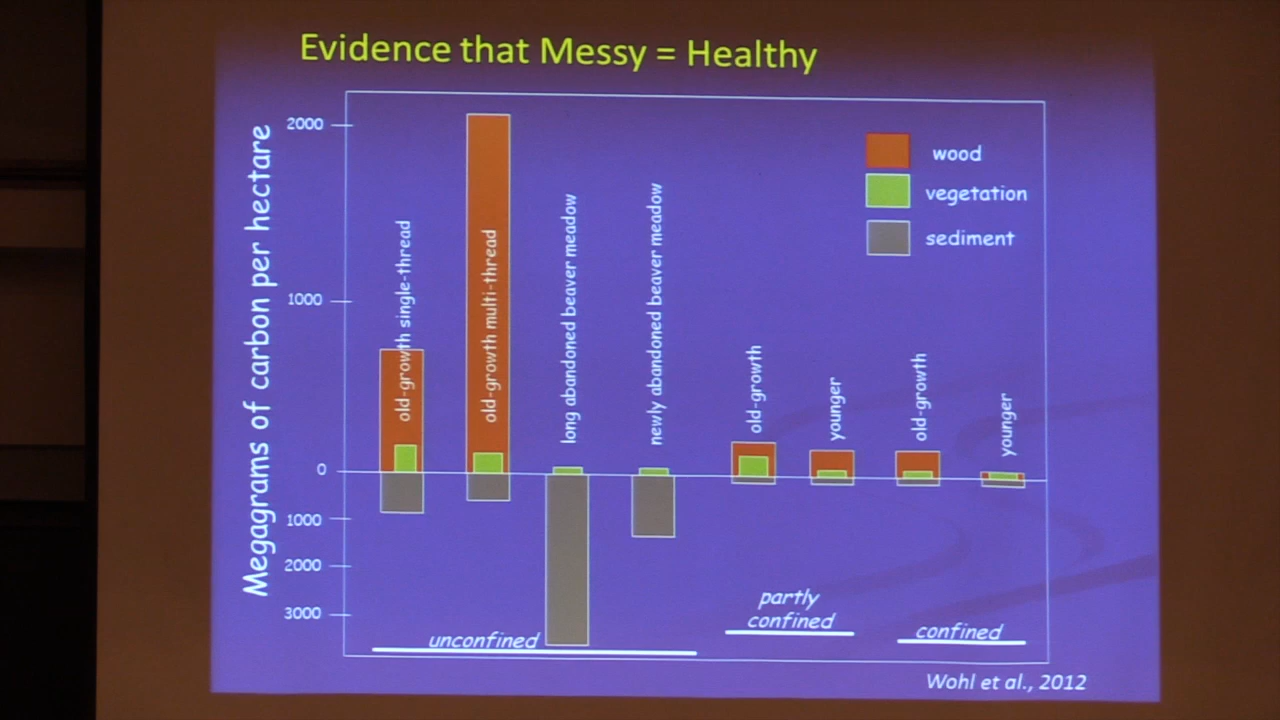 Evidence that Messy = Healthy
Megagrams of carbon per hectare
2000
1000
0
1000
2000
3000
old-growth single-thread
old-growth multi-thread
long abandoned beaver meadow
newly abandoned beaver meadow
old-growth
younger
old-growth
younger
wood
vegetation
sediment
unconfined
partly
confined
confined
Wohl et al., 2012